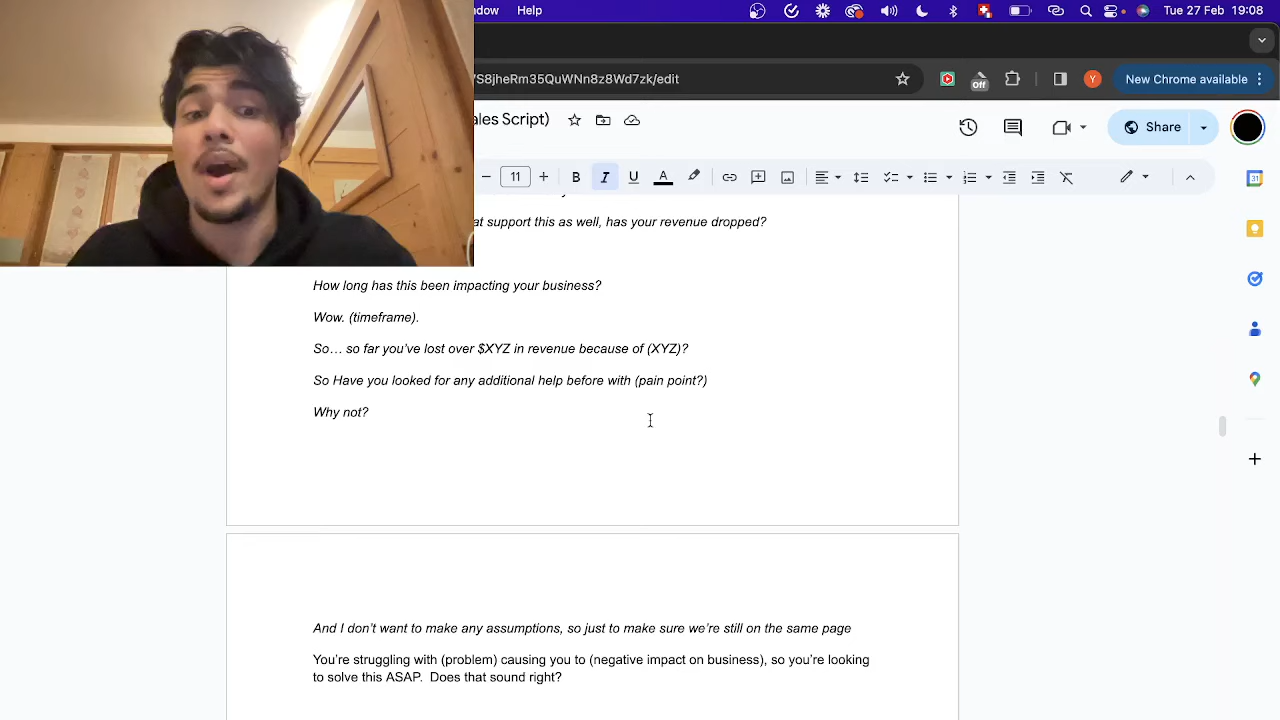 ndow Help Tue 27 Feb 19:08
/S8jheRm35QuWNn8z8Wd7zk/edit Off Y New Chrome available
ales Script) Share
11 B I U A
at support this as well, has your revenue dropped?
How long has this been impacting your business?
Wow. (timeframe).
So… so far you’ve lost over $XYZ in revenue because of (XYZ)?
So Have you looked for any additional help before with (pain point?)
Why not?
And I don’t want to make any assumptions, so just to make sure we’re still on the same page
You’re struggling with (problem) causing you to (negative impact on business), so you’re looking
to solve this ASAP. Does that sound right?
31